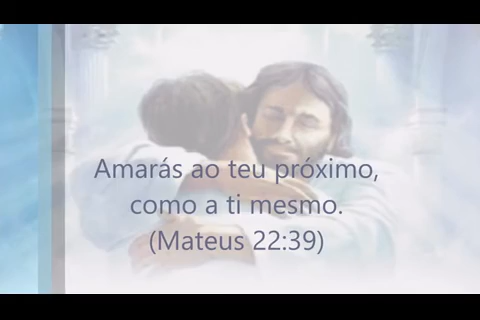 Amarás ao teu próximo,
como a ti mesmo.
(Mateus 22:39)